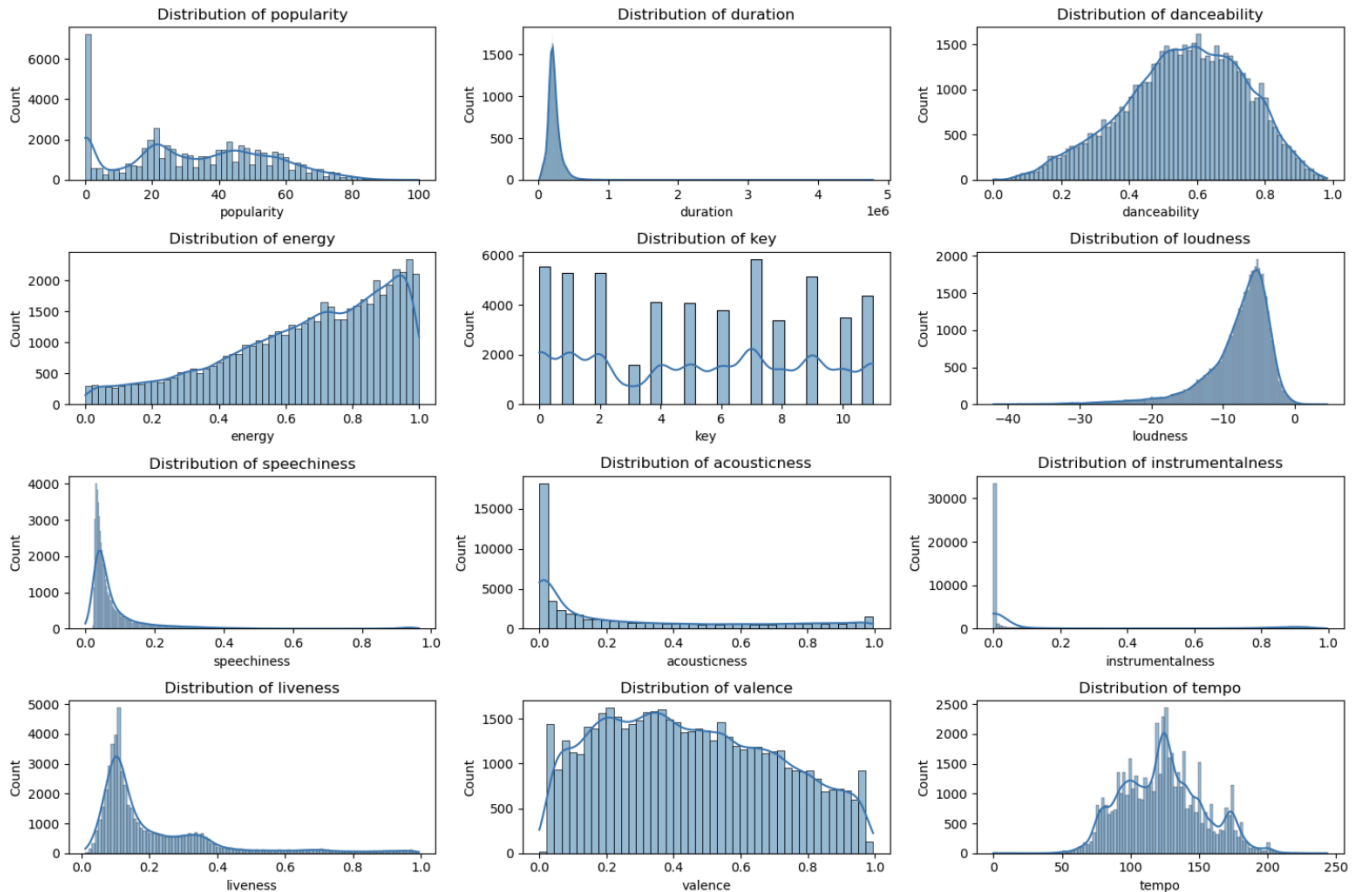 Distribution of popularity
Count
6000
4000
2000
0
0 20 40 60 80 100
popularity
Distribution of duration
Count
1500
1000
500
0
0 1 2 3 4 5
1e6
duration
Distribution of danceability
Count
1500
1000
500
0
0.0 0.2 0.4 0.6 0.8 1.0
danceability
Distribution of energy
Count
2000
1500
1000
500
0
0.0 0.2 0.4 0.6 0.8 1.0
energy
Distribution of key
Count
6000
4000
2000
0
0 2 4 6 8 10
key
Distribution of loudness
Count
2000
1500
1000
500
0
−40 −30 −20 −10 0
loudness
Distribution of speechiness
Count
4000
3000
2000
1000
0
0.0 0.2 0.4 0.6 0.8 1.0
speechiness
Distribution of acousticness
Count
15000
10000
5000
0
0.0 0.2 0.4 0.6 0.8 1.0
acousticness
Distribution of instrumentalness
Count
30000
20000
10000
0
0.0 0.2 0.4 0.6 0.8 1.0
instrumentalness
Distribution of liveness
Count
5000
4000
3000
2000
1000
0
0.0 0.2 0.4 0.6 0.8 1.0
liveness
Distribution of valence
Count
1500
1000
500
0
0.0 0.2 0.4 0.6 0.8 1.0
valence
Distribution of tempo
Count
2500
2000
1500
1000
500
0
0 50 100 150 200 250
tempo